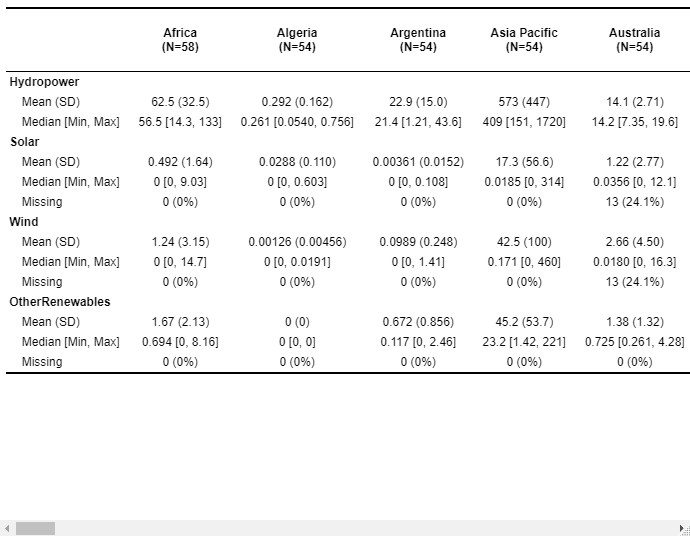 Africa Algeria Argentina Asia Pacific Australia
(N=58) (N=54) (N=54) (N=54) (N=54)
Hydropower
Mean (SD) 62.5 (32.5) 0.292 (0.162) 22.9 (15.0) 573 (447) 14.1 (2.71)
Median [Min, Max] 56.5 [14.3, 133] 0.261 [0.0540, 0.756] 21.4 [1.21, 43.6] 409 [151, 1720] 14.2 [7.35, 19.6]
Solar
Mean (SD) 0.492 (1.64) 0.0288 (0.110) 0.00361 (0.0152) 17.3 (56.6) 1.22 (2.77)
Median [Min, Max] 0 [0, 9.03] 0 [0, 0.603] 0 [0, 0.108] 0.0185 [0, 314] 0.0356 [0, 12.1]
Missing 0 (0%) 0 (0%) 0 (0%) 0 (0%) 13 (24.1%)
Wind
Mean (SD) 1.24 (3.15) 0.00126 (0.00456) 0.0989 (0.248) 42.5 (100) 2.66 (4.50)
Median [Min, Max] 0 [0, 14.7] 0 [0, 0.0191] 0 [0, 1.41] 0.171 [0, 460] 0.0180 [0, 16.3]
Missing 0 (0%) 0 (0%) 0 (0%) 0 (0%) 13 (24.1%)
OtherRenewables
Mean (SD) 1.67 (2.13) 0 (0) 0.672 (0.856) 45.2 (53.7) 1.38 (1.32)
Median [Min, Max] 0.694 [0, 8.16] 0 [0, 0] 0.117 [0, 2.46] 23.2 [1.42, 221] 0.725 [0.261, 4.28]
Missing 0 (0%) 0 (0%) 0 (0%) 0 (0%) 0 (0%)